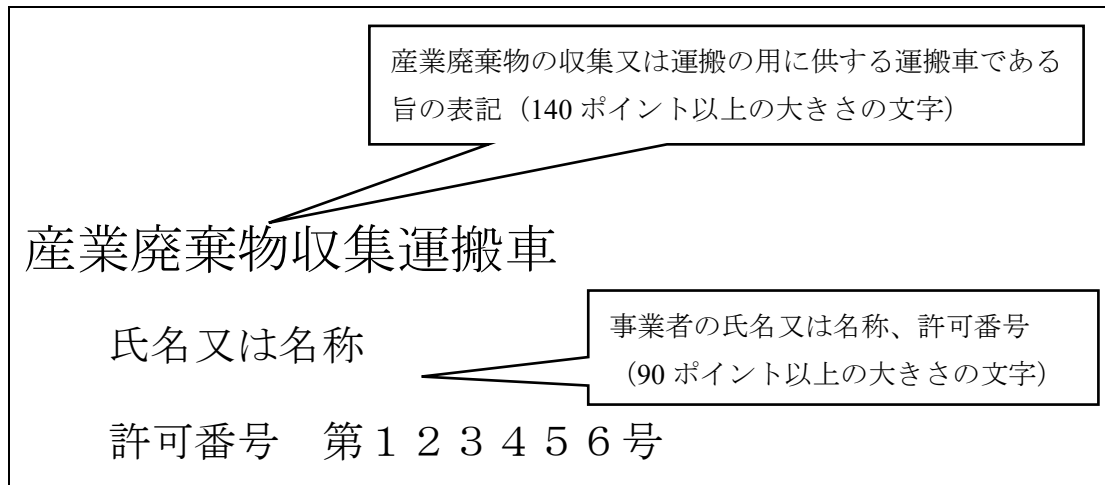 産業廃棄物の収集又は運搬の用に供する運搬車である
旨の表記（140 ポイント以上の大きさの文字）
産業廃棄物収集運搬車
氏名又は名称
事業者の氏名又は名称、許可番号
（90 ポイント以上の大きさの文字）
許可番号　第１２３４５６号